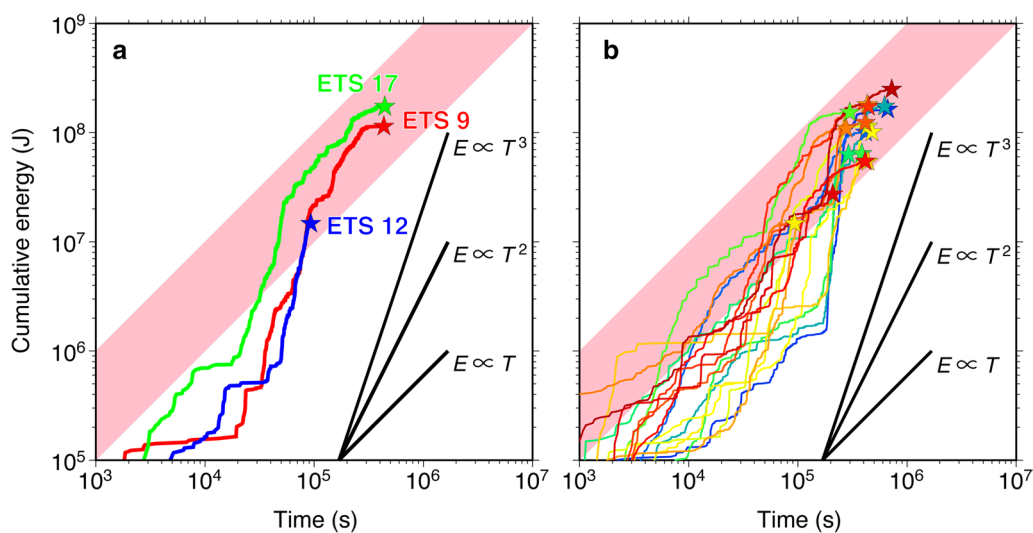 a
b
Cumulative energy (J)
10⁹
10⁸
10⁷
10⁶
10⁵
ETS 17
ETS 9
ETS 12
E ∝ T³
E ∝ T²
E ∝ T
10³ 10⁴ 10⁵ 10⁶ 10⁷
Time (s)
E ∝ T³
E ∝ T²
E ∝ T
10³ 10⁴ 10⁵ 10⁶ 10⁷
Time (s)